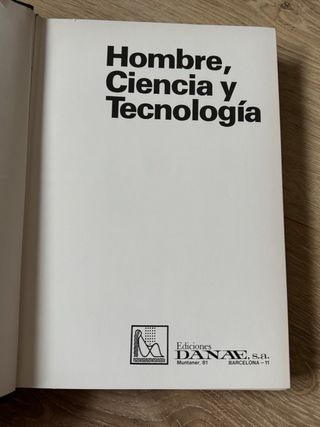 Hombre,
Ciencia y
Tecnología
Ediciones
DANAE, s.a.
Muntaner, 81 BARCELONA - 11